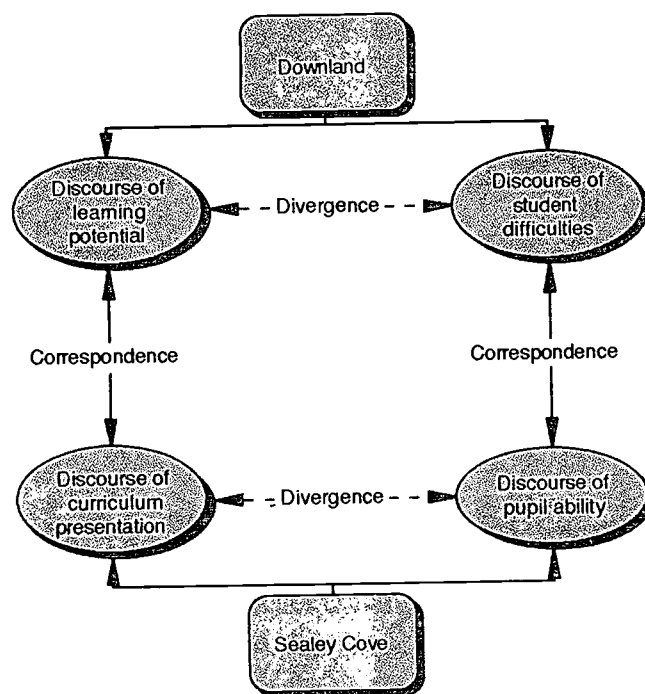 Downland
Discourse of
learning
potential
Divergence
Discourse of
student
difficulties
Correspondence
Correspondence
Discourse of
curriculum
presentation
Divergence
Discourse of
pupil ability
Sealey Cove